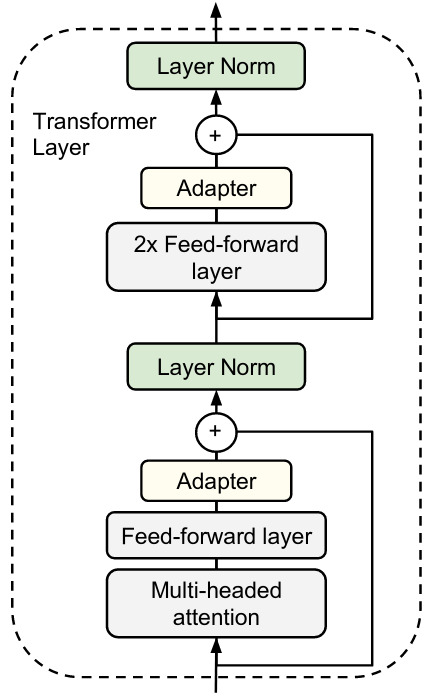 Layer Norm
Transformer
Layer
+
Adapter
2x Feed-forward
layer
Layer Norm
+
Adapter
Feed-forward layer
Multi-headed
attention